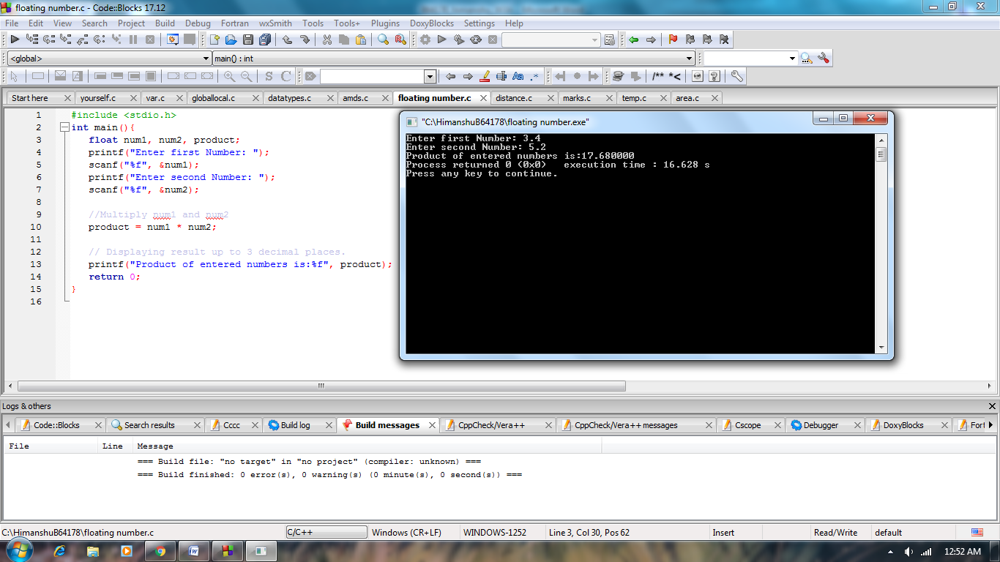 floating number.c - Code::Blocks 17.12
File Edit View Search Project Build Debug Fortran wxSmith Tools Tools+ Plugins DoxyBlocks Settings Help
<global> main() : int
S C Aa .* /** *<
Start here yourself.c var.c globallocal.c datatypes.c amds.c floating number.c distance.c marks.c temp.c area.c
1 #include <stdio.h>
2 int main(){
3 float num1, num2, product;
4 printf("Enter first Number: ");
5 scanf("%f", &num1);
6 printf("Enter second Number: ");
7 scanf("%f", &num2);
8
9 //Multiply num1 and num2
10 product = num1 * num2;
11
12 // Displaying result up to 3 decimal places.
13 printf("Product of entered numbers is:%f", product);
14 return 0;
15 }
16
"C:\HimanshuB64178\floating number.exe"
Enter first Number: 3.4
Enter second Number: 5.2
Product of entered numbers is:17.680000
Process returned 0 (0x0) execution time : 16.628 s
Press any key to continue.
Logs & others
Code::Blocks Search results Cccc Build log Build messages CppCheck/Vera++ CppCheck/Vera++ messages Cscope Debugger DoxyBlocks Fort
File Line Message
=== Build file: "no target" in "no project" (compiler: unknown) ===
=== Build finished: 0 error(s), 0 warning(s) (0 minute(s), 0 second(s)) ===
C:\HimanshuB64178\floating number.c C/C++ Windows (CR+LF) WINDOWS-1252 Line 3, Col 30, Pos 62 Insert Read/Write default
12:52 AM